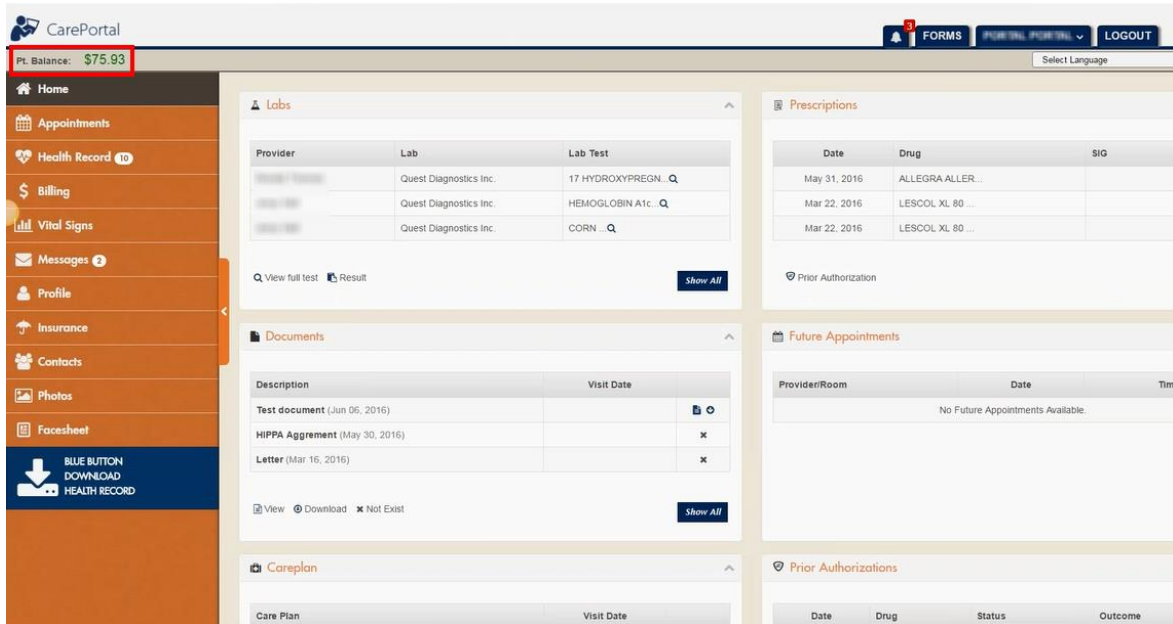 CarePortal
3
FORMS
LOGOUT
Pt. Balance: $75.93
Select Language
Home
Appointments
Health Record 10
Billing
Vital Signs
Messages 2
Profile
Insurance
Contacts
Photos
Facesheet
BLUE BUTTON
DOWNLOAD
HEALTH RECORD
Labs
Provider Lab Lab Test
Quest Diagnostics Inc. 17 HYDROXYPREGN...
Quest Diagnostics Inc. HEMOGLOBIN A1c...
Quest Diagnostics Inc. CORN ...
View full test Result Show All
Prescriptions
Date Drug SIG
May 31, 2016 ALLEGRA ALLER...
Mar 22, 2016 LESCOL XL 80 ...
Mar 22, 2016 LESCOL XL 80 ...
Prior Authorization
Documents
Description Visit Date
Test document (Jun 06, 2016)
HIPPA Aggrement (May 30, 2016)
Letter (Mar 16, 2016)
View Download Not Exist Show All
Future Appointments
Provider/Room Date Tim
No Future Appointments Available.
Careplan
Care Plan Visit Date
Prior Authorizations
Date Drug Status Outcome